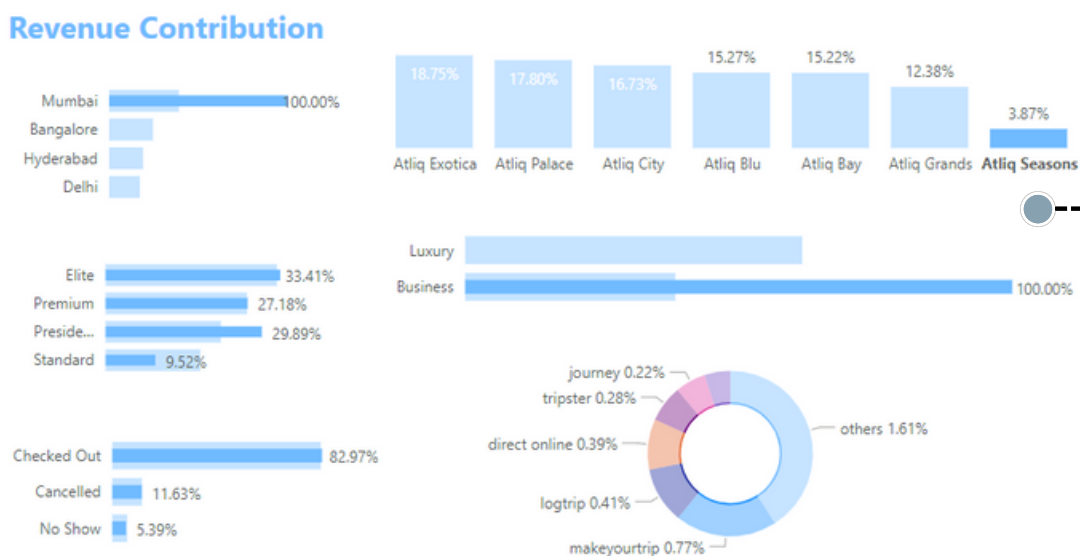 Revenue Contribution
Mumbai 100.00%
Bangalore
Hyderabad
Delhi
18.75% 17.80% 16.73% 15.27% 15.22% 12.38% 3.87%
Atliq Exotica Atliq Palace Atliq City Atliq Blu Atliq Bay Atliq Grands Atliq Seasons
Luxury
Business 100.00%
Elite 33.41%
Premium 27.18%
Preside... 29.89%
Standard 9.52%
Checked Out 82.97%
Cancelled 11.63%
No Show 5.39%
journey 0.22%
tripster 0.28%
direct online 0.39%
logtrip 0.41%
makeyourtrip 0.77%
others 1.61%